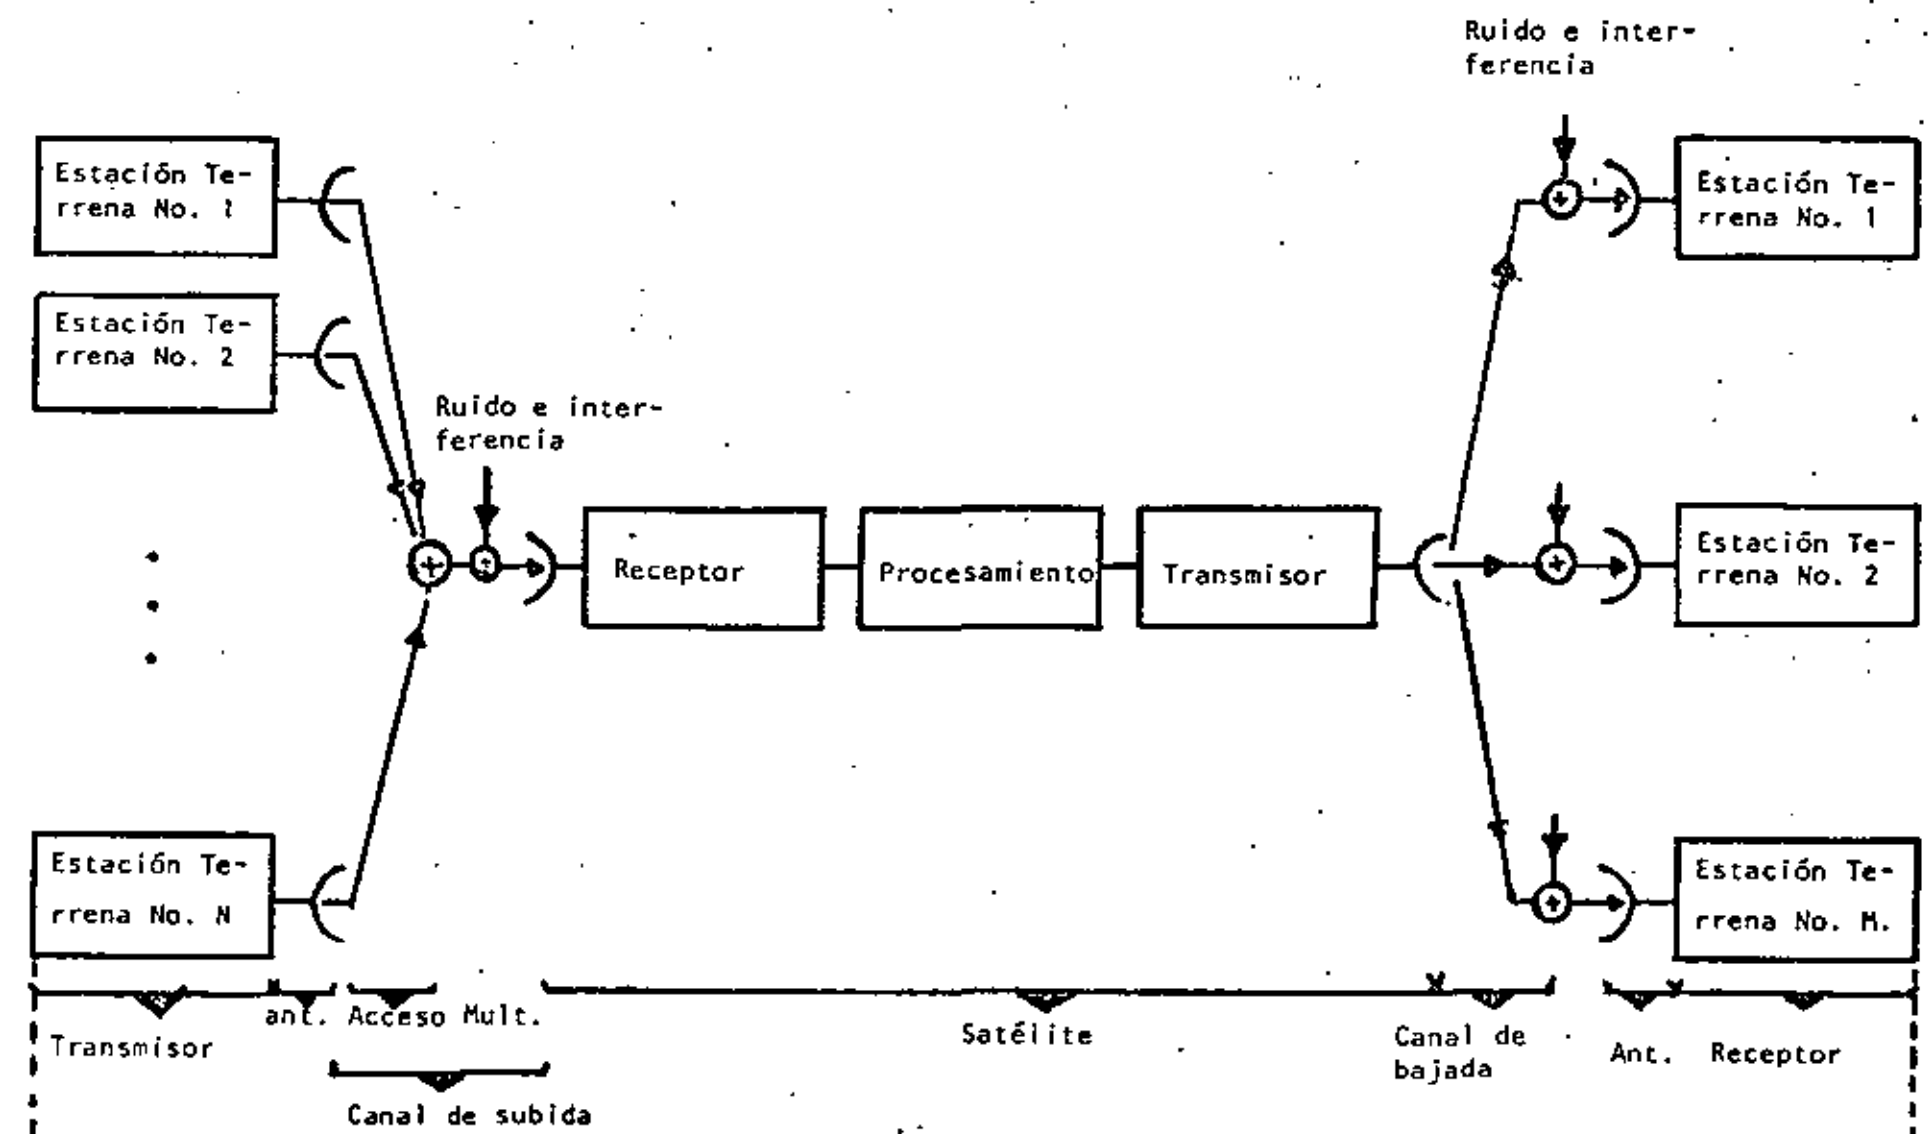 Ruido e inter-
ferencia
Estación Te-
rrena No. 1
Estación Te-
rrena No. 1
Estación Te-
rrena No. 2
Ruido e inter-
ferencia
Receptor
Procesamiento
Transmisor
Estación Te-
rrena No. 2
Estación Te-
rrena No. N
Estación Te-
rrena No. M.
Transmisor
ant.
Acceso Mult.
Satélite
Canal de
bajada
Ant.
Receptor
Canal de subida